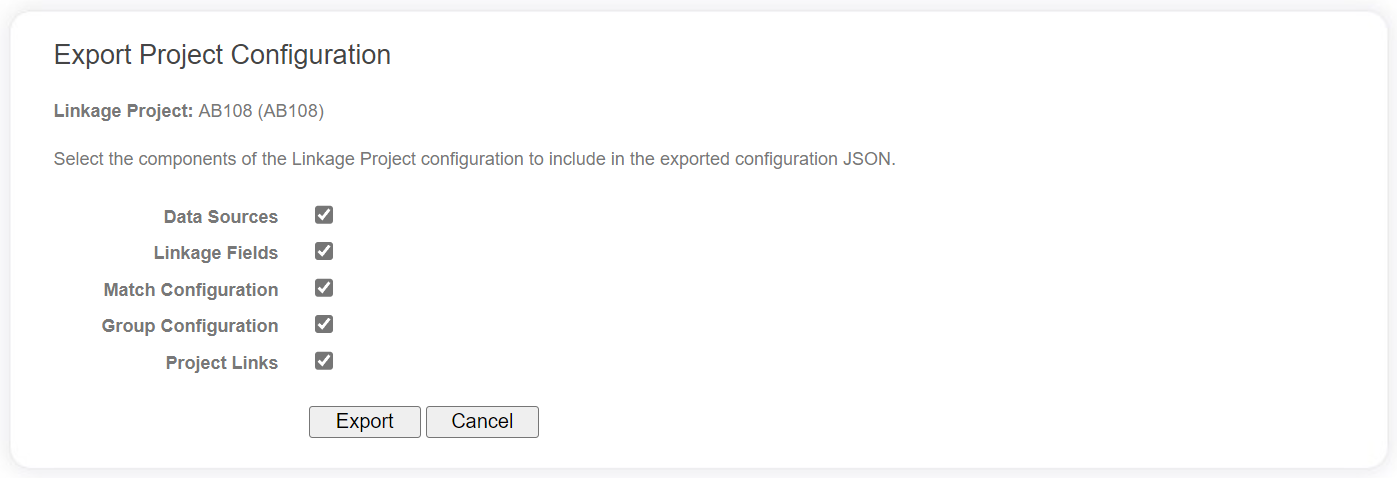 Export Project Configuration
Linkage Project: AB108 (AB108)
Select the components of the Linkage Project configuration to include in the exported configuration JSON.
Data Sources
Linkage Fields
Match Configuration
Group Configuration
Project Links
Export Cancel